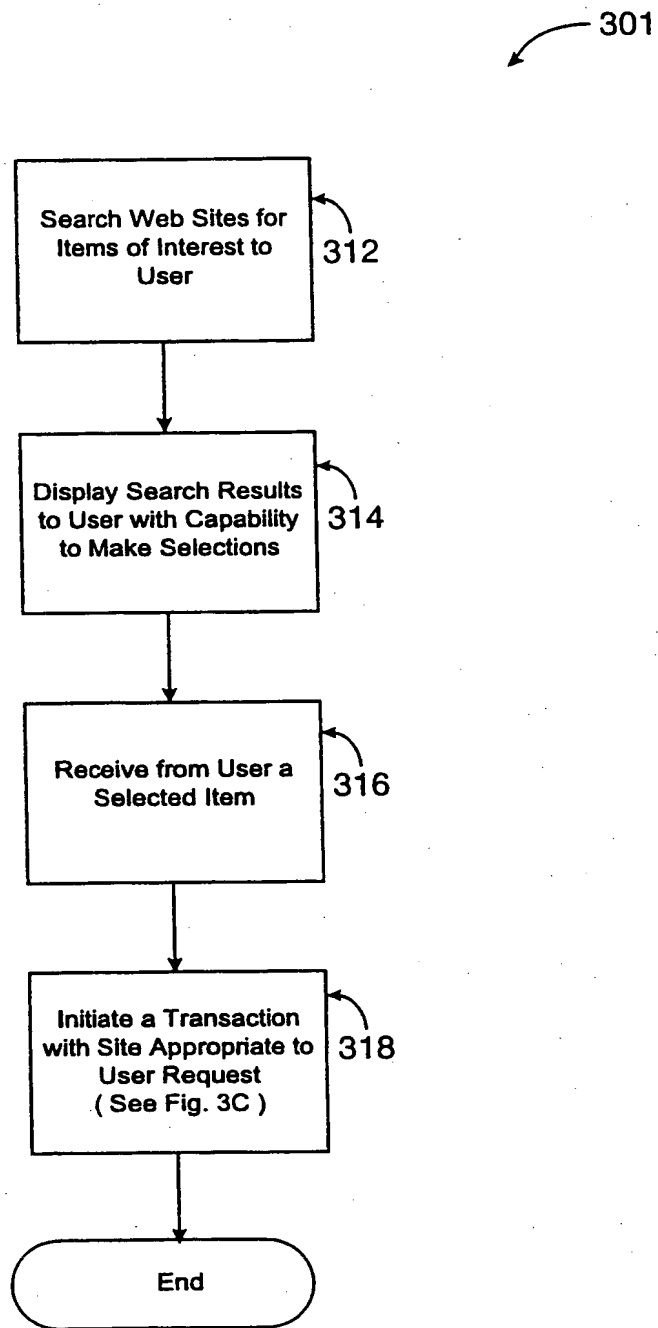 301
Search Web Sites for
Items of Interest to
User
312
Display Search Results
to User with Capability
to Make Selections
314
Receive from User a
Selected Item
316
Initiate a Transaction
with Site Appropriate to
User Request
( See Fig. 3C )
318
End